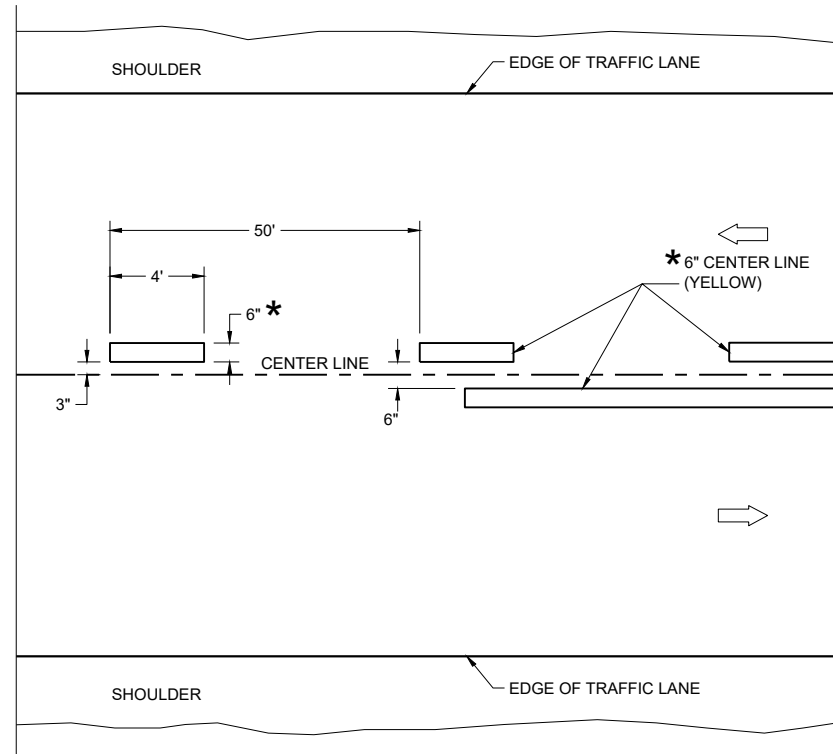 SHOULDER
EDGE OF TRAFFIC LANE
50'
4'
* 6" CENTER LINE
(YELLOW)
6" *
CENTER LINE
3"
6"
SHOULDER
EDGE OF TRAFFIC LANE